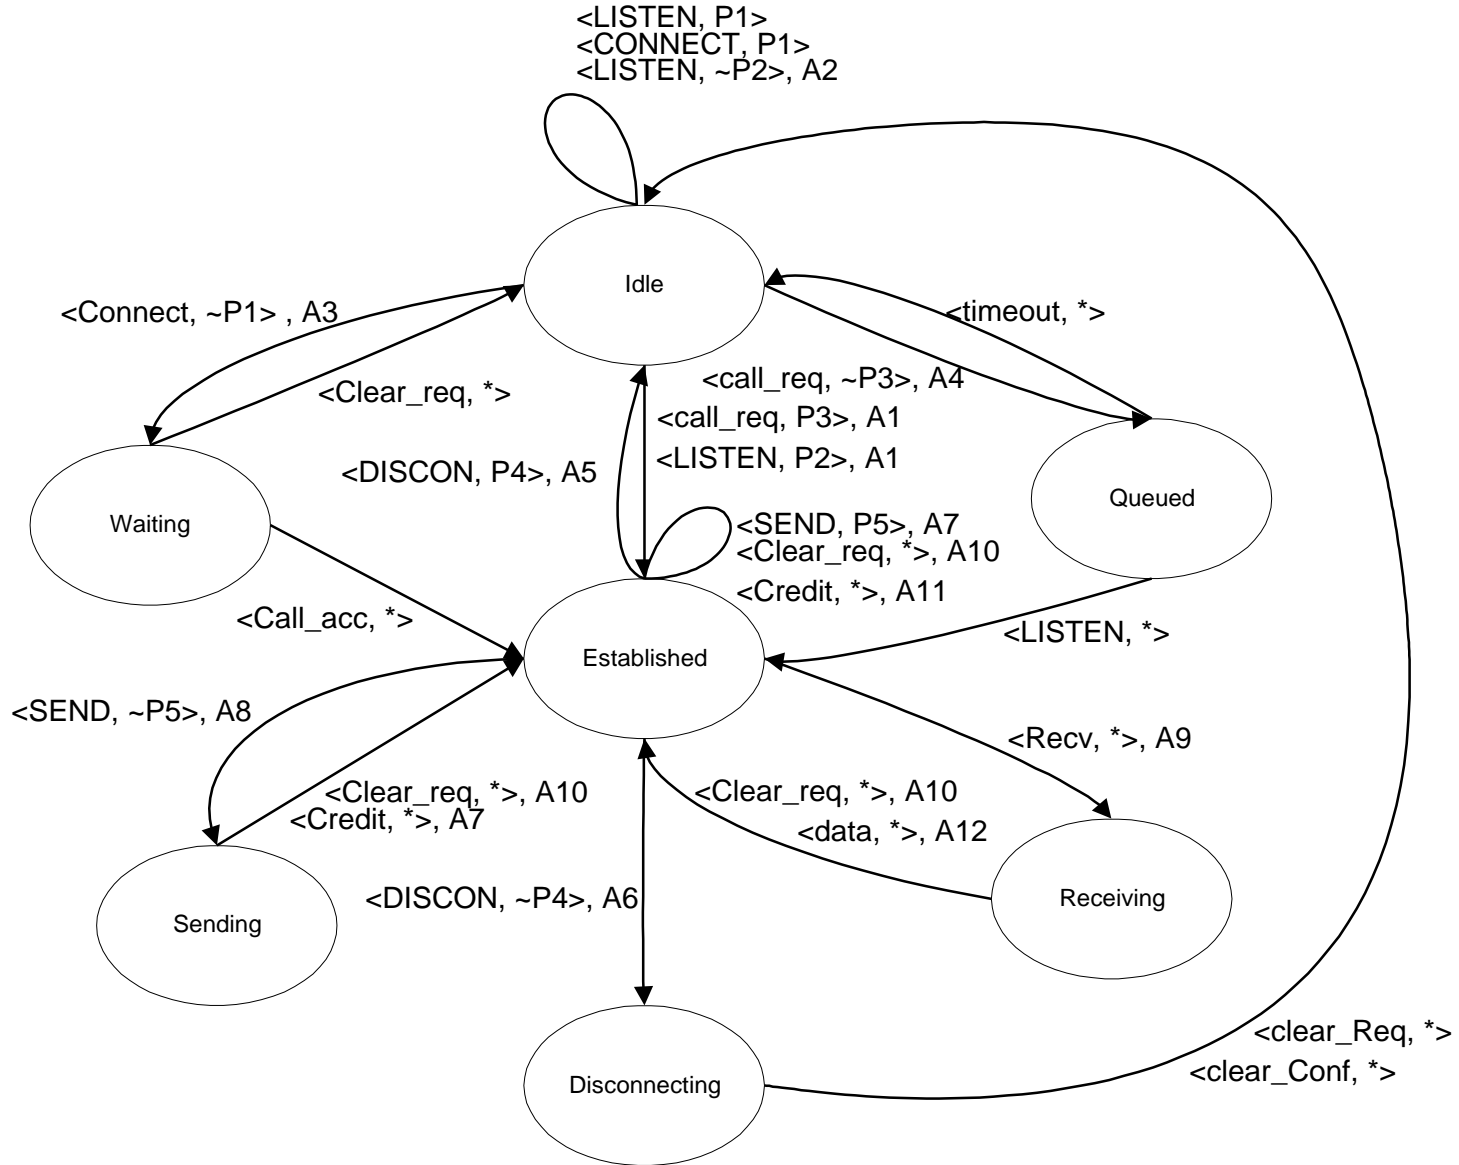 <LISTEN, P1>
<CONNECT, P1>
<LISTEN, ~P2>, A2
Idle
<Connect, ~P1> , A3
<timeout, *>
<Clear_req, *>
<call_req, ~P3>, A4
<call_req, P3>, A1
<LISTEN, P2>, A1
<DISCON, P4>, A5
Queued
Waiting
<SEND, P5>, A7
<Clear_req, *>, A10
<Credit, *>, A11
<Call_acc, *>
<LISTEN, *>
Established
<SEND, ~P5>, A8
<Recv, *>, A9
<Clear_req, *>, A10
<Credit, *>, A7
<Clear_req, *>, A10
<data, *>, A12
<DISCON, ~P4>, A6
Receiving
Sending
<clear_Req, *>
<clear_Conf, *>
Disconnecting